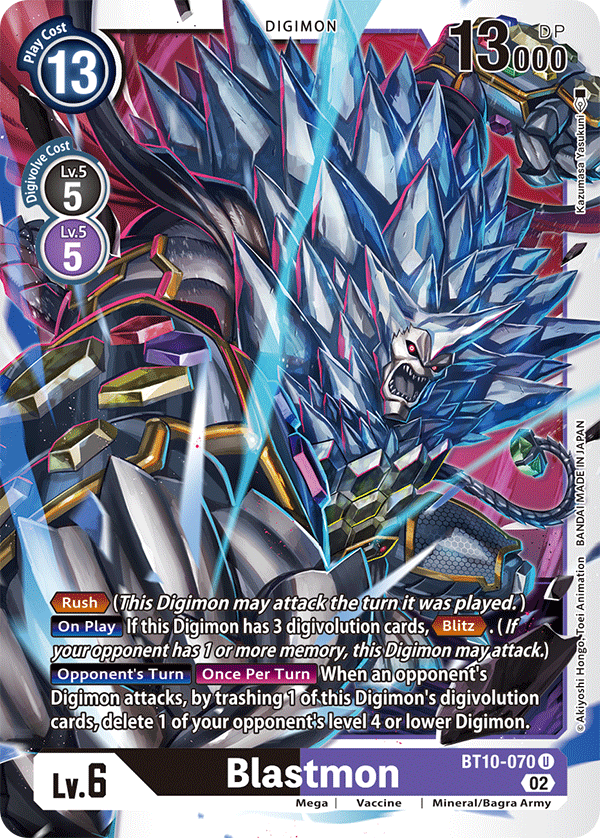 DIGIMON
Play Cost
13
DP
13000
Digivolve Cost
Lv.5
5
Lv.5
5
Kazumasa Yasukuni
©Akiyoshi Hongo, Toei Animation BANDAI MADE IN JAPAN
Rush (This Digimon may attack the turn it was played.)
On Play If this Digimon has 3 digivolution cards, Blitz. (If
your opponent has 1 or more memory, this Digimon may attack.)
Opponent's Turn Once Per Turn When an opponent's
Digimon attacks, by trashing 1 of this Digimon's digivolution
cards, delete 1 of your opponent's level 4 or lower Digimon.
BT10-070 U
Lv.6
Blastmon
02
Mega | Vaccine | Mineral/Bagra Army